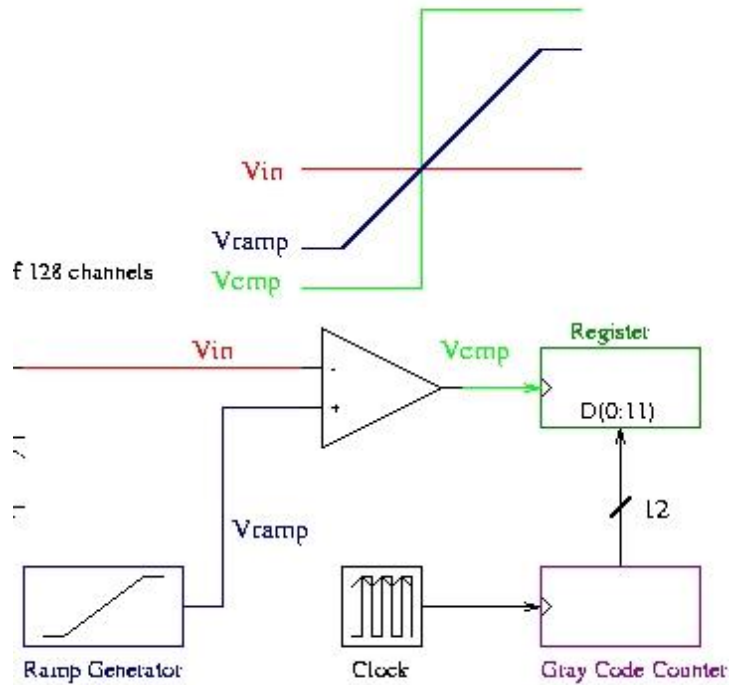 Vin
Vramp
Vcmp
f 128 channels
Register
Vin
Vcmp
-
+
D(0:11)
12
Vramp
Ramp Generator
Clock
Gray Code Counter